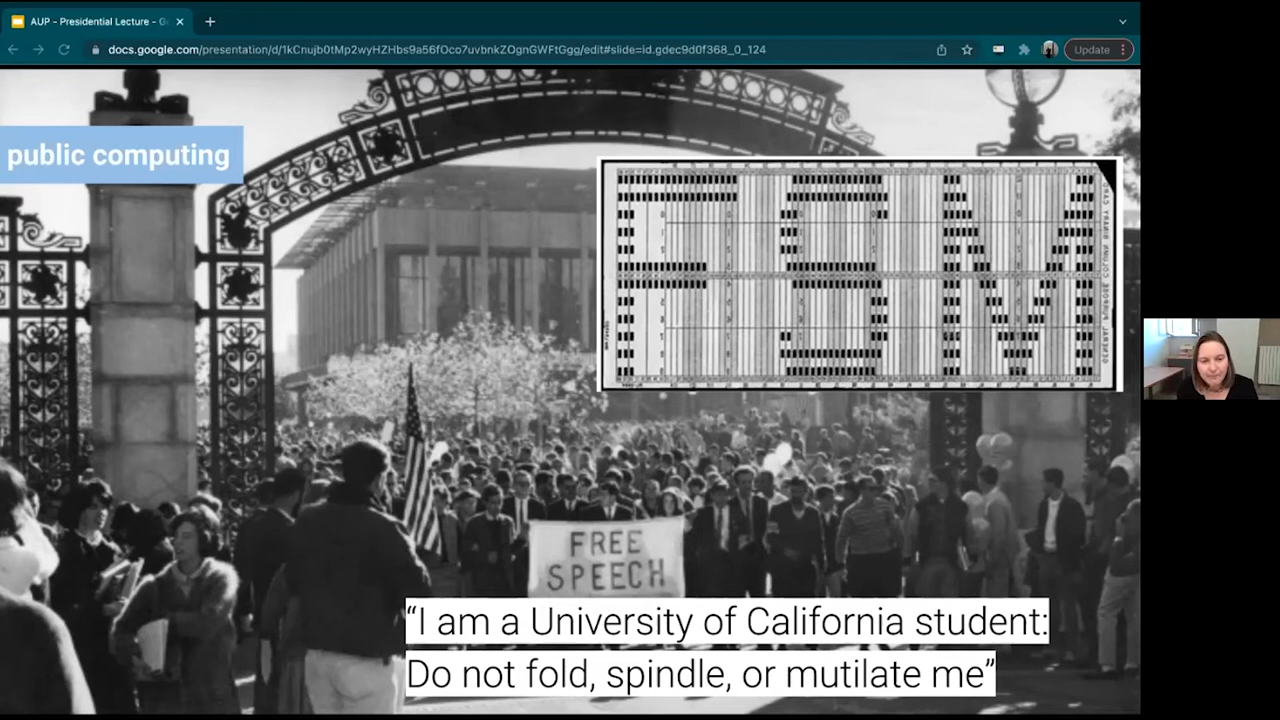 AUP - Presidential Lecture - G
docs.google.com/presentation/d/1kCnujb0tMp2wyHZHbs9a56fOco7uvbnkZOgnGWFtGgg/edit#slide=id.gdec9d0f368_0_124
Update
public computing
FSM
FREE
SPEECH
“I am a University of California student:
Do not fold, spindle, or mutilate me”